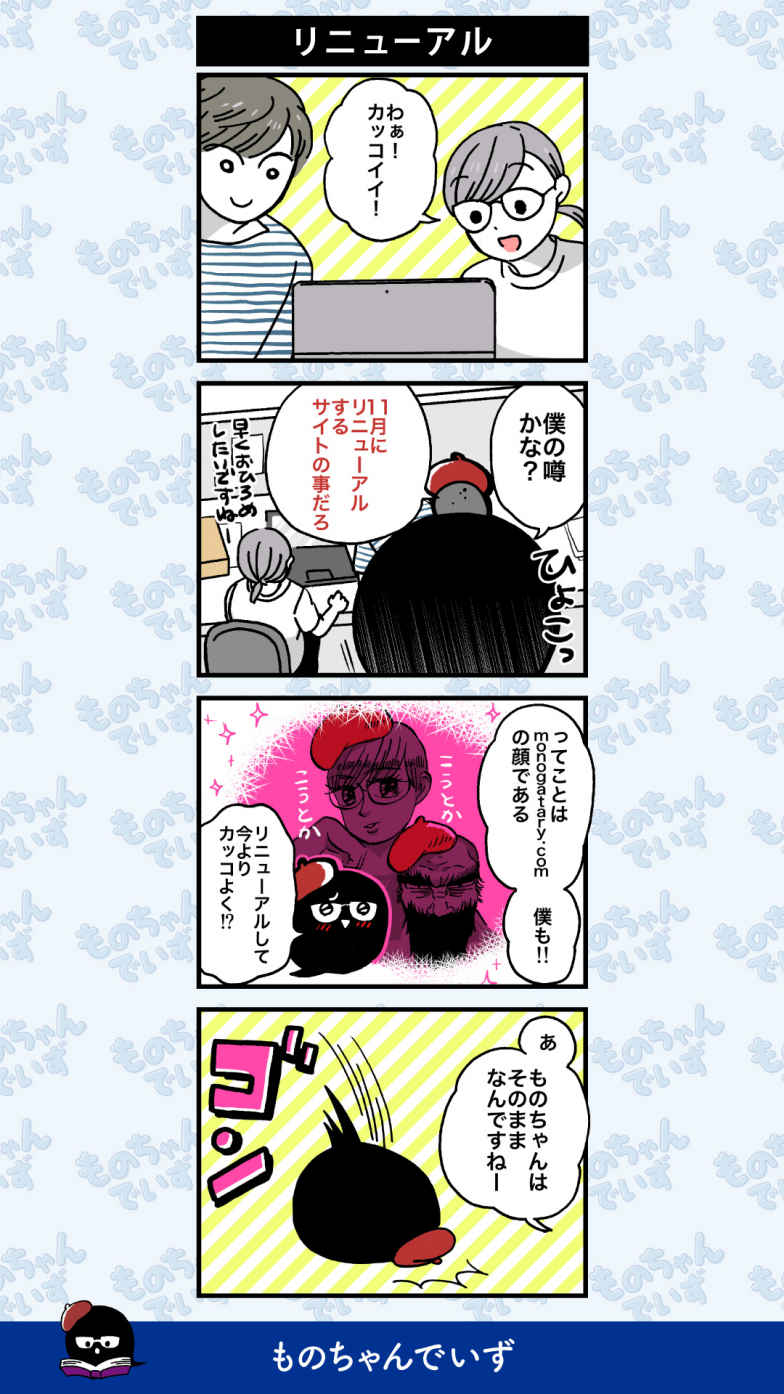 リニューアル
わぁ！
カッコイイ！
僕の噂
かな？
ひょこっ
11月に
リニューアル
する
サイトの事だろ
早くおひろめ
したいですねー
ってことは
monogatary.com
の顔である
僕も!!
こうとか
こうとか
リニューアルして
今より
カッコよく!?
あ
ものちゃんは
そのまま
なんですねー
ゴンッ
ものちゃんでいず